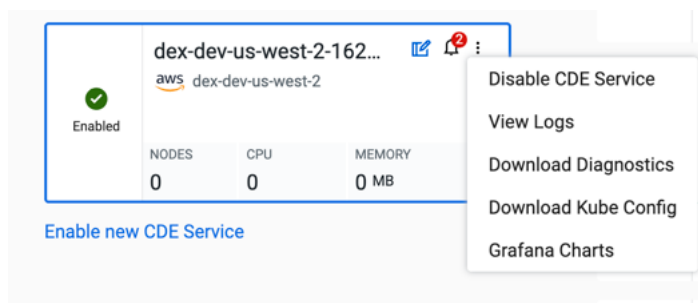 dex-dev-us-west-2-162...
2
aws dex-dev-us-west-2
Enabled
NODES CPU MEMORY
0 0 0 MB
Enable new CDE Service
Disable CDE Service
View Logs
Download Diagnostics
Download Kube Config
Grafana Charts